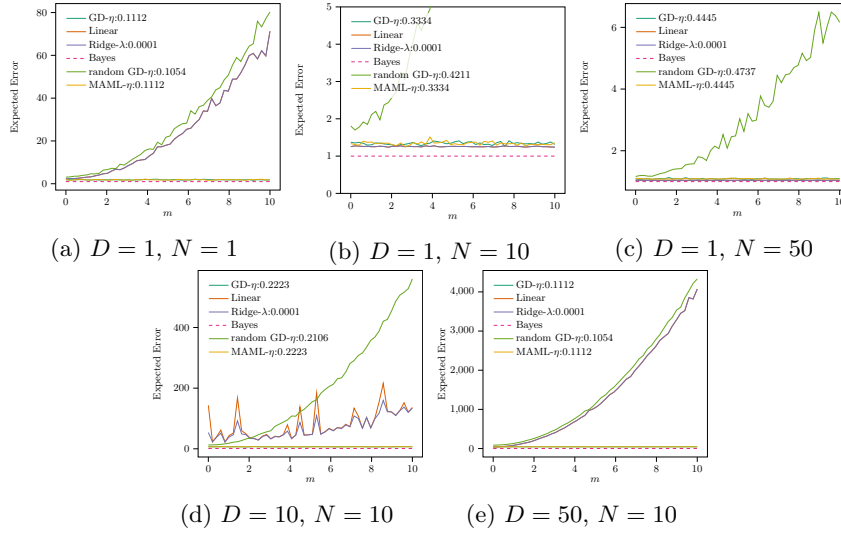 GD-η:0.1112
Linear
Ridge-λ:0.0001
Bayes
random GD-η:0.1054
MAML-η:0.1112
Expected Error
80
60
40
20
0
0 2 4 6 8 10
m
(a) D = 1, N = 1
GD-η:0.3334
Linear
Ridge-λ:0.0001
Bayes
random GD-η:0.4211
MAML-η:0.3334
Expected Error
5
4
3
2
1
0
0 2 4 6 8 10
m
(b) D = 1, N = 10
GD-η:0.4445
Linear
Ridge-λ:0.0001
Bayes
random GD-η:0.4737
MAML-η:0.4445
Expected Error
6
4
2
0 2 4 6 8 10
m
(c) D = 1, N = 50
GD-η:0.2223
Linear
Ridge-λ:0.0001
Bayes
random GD-η:0.2106
MAML-η:0.2223
Expected Error
400
200
0
0 2 4 6 8 10
m
(d) D = 10, N = 10
GD-η:0.1112
Linear
Ridge-λ:0.0001
Bayes
random GD-η:0.1054
MAML-η:0.1112
Expected Error
4,000
3,000
2,000
1,000
0
0 2 4 6 8 10
m
(e) D = 50, N = 10